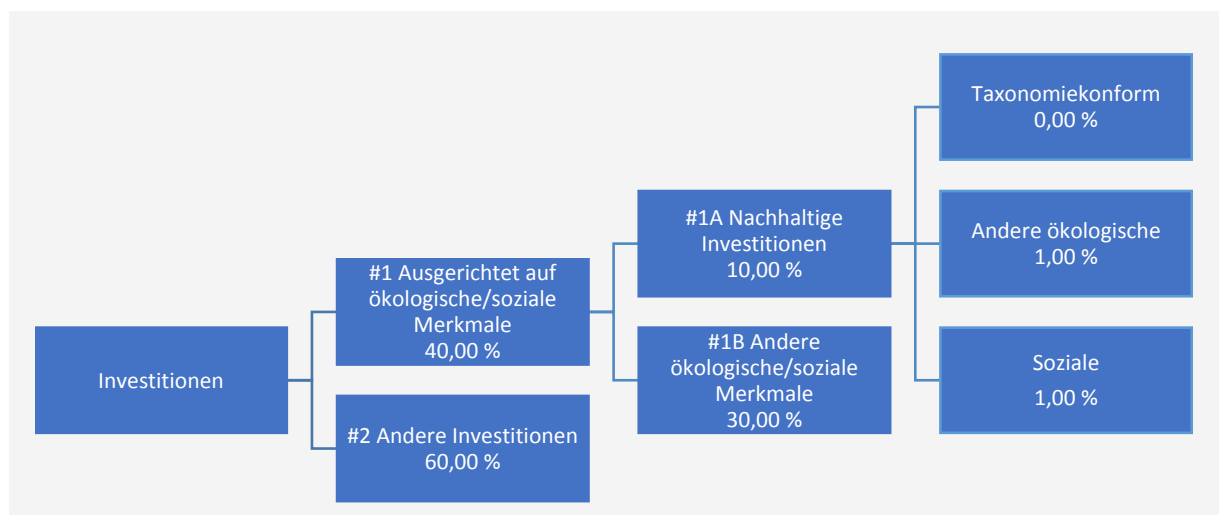 Investitionen
#1 Ausgerichtet auf
ökologische/soziale
Merkmale
40,00 %
#2 Andere Investitionen
60,00 %
#1A Nachhaltige
Investitionen
10,00 %
#1B Andere
ökologische/soziale
Merkmale
30,00 %
Taxonomiekonform
0,00 %
Andere ökologische
1,00 %
Soziale
1,00 %